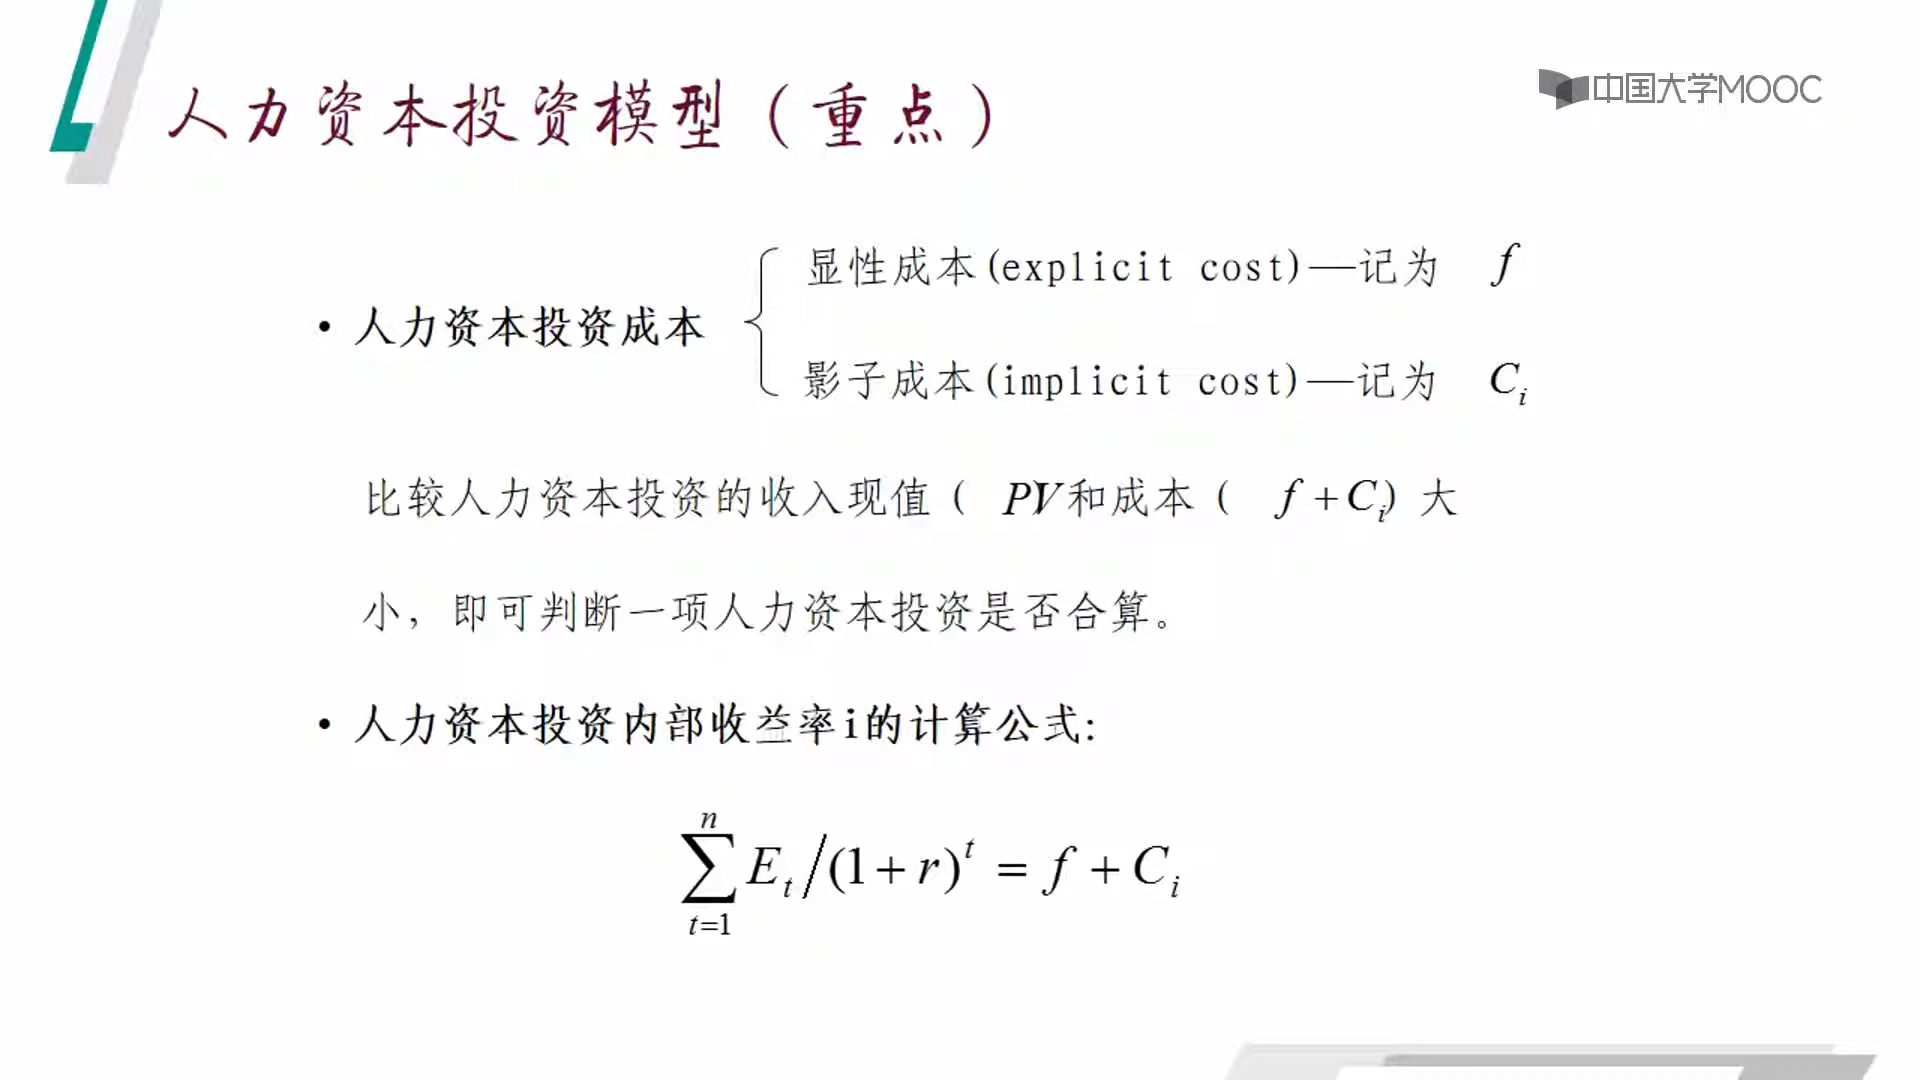 人力资本投资模型（重点）
中国大学MOOC
显性成本(explicit cost)—记为 f
• 人力资本投资成本
影子成本(implicit cost)—记为 C_i
比较人力资本投资的收入现值（ PV和成本（ f+C_i）大
小，即可判断一项人力资本投资是否合算。
• 人力资本投资内部收益率i的计算公式:
\sum_{t=1}^{n} E_t/(1+r)^t = f + C_i